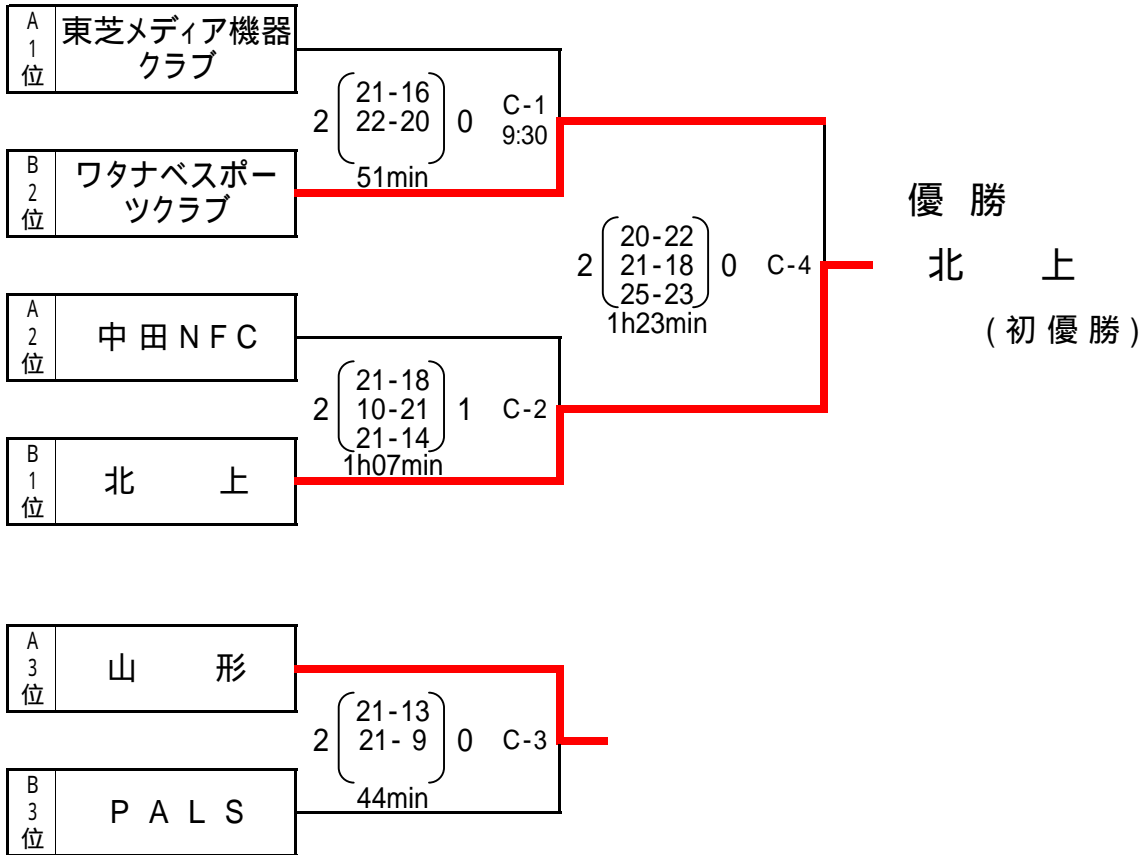 A
1
位
東芝メディア機器
クラブ
2
21-16
22-20
0
C-1
9:30
51min
B
2
位
ワタナベスポー
ツクラブ
優 勝
2
20-22
21-18
25-23
0
C-4
1h23min
北 上
(初優勝)
A
2
位
中田NFC
2
21-18
10-21
21-14
1
C-2
1h07min
B
1
位
北 上
A
3
位
山 形
2
21-13
21- 9
0
C-3
44min
B
3
位
PALS